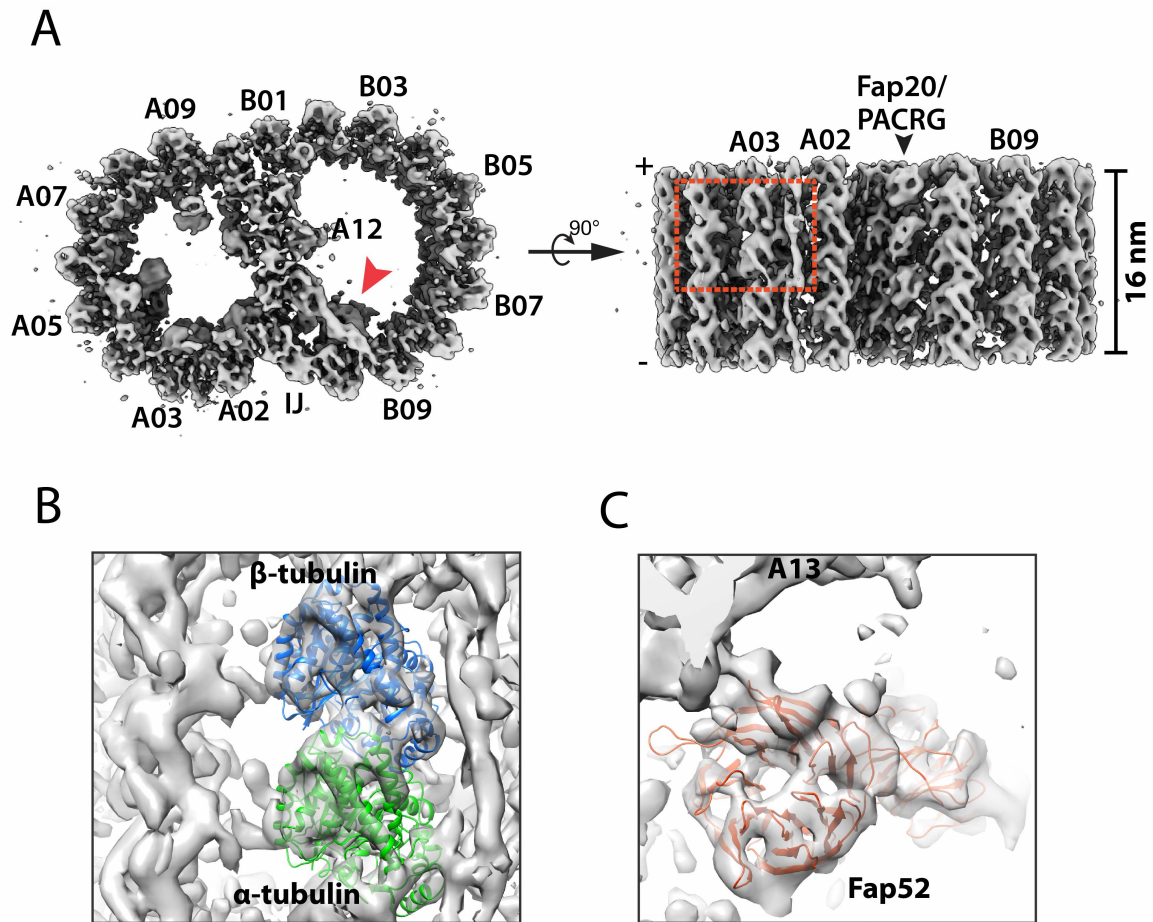 A
A09
B01
B03
A07
B05
A12
A05
B07
A03
A02
IJ
B09
90°
Fap20/
PACRG
A03
A02
B09
+
-
16 nm
B
β-tubulin
α-tubulin
C
A13
Fap52